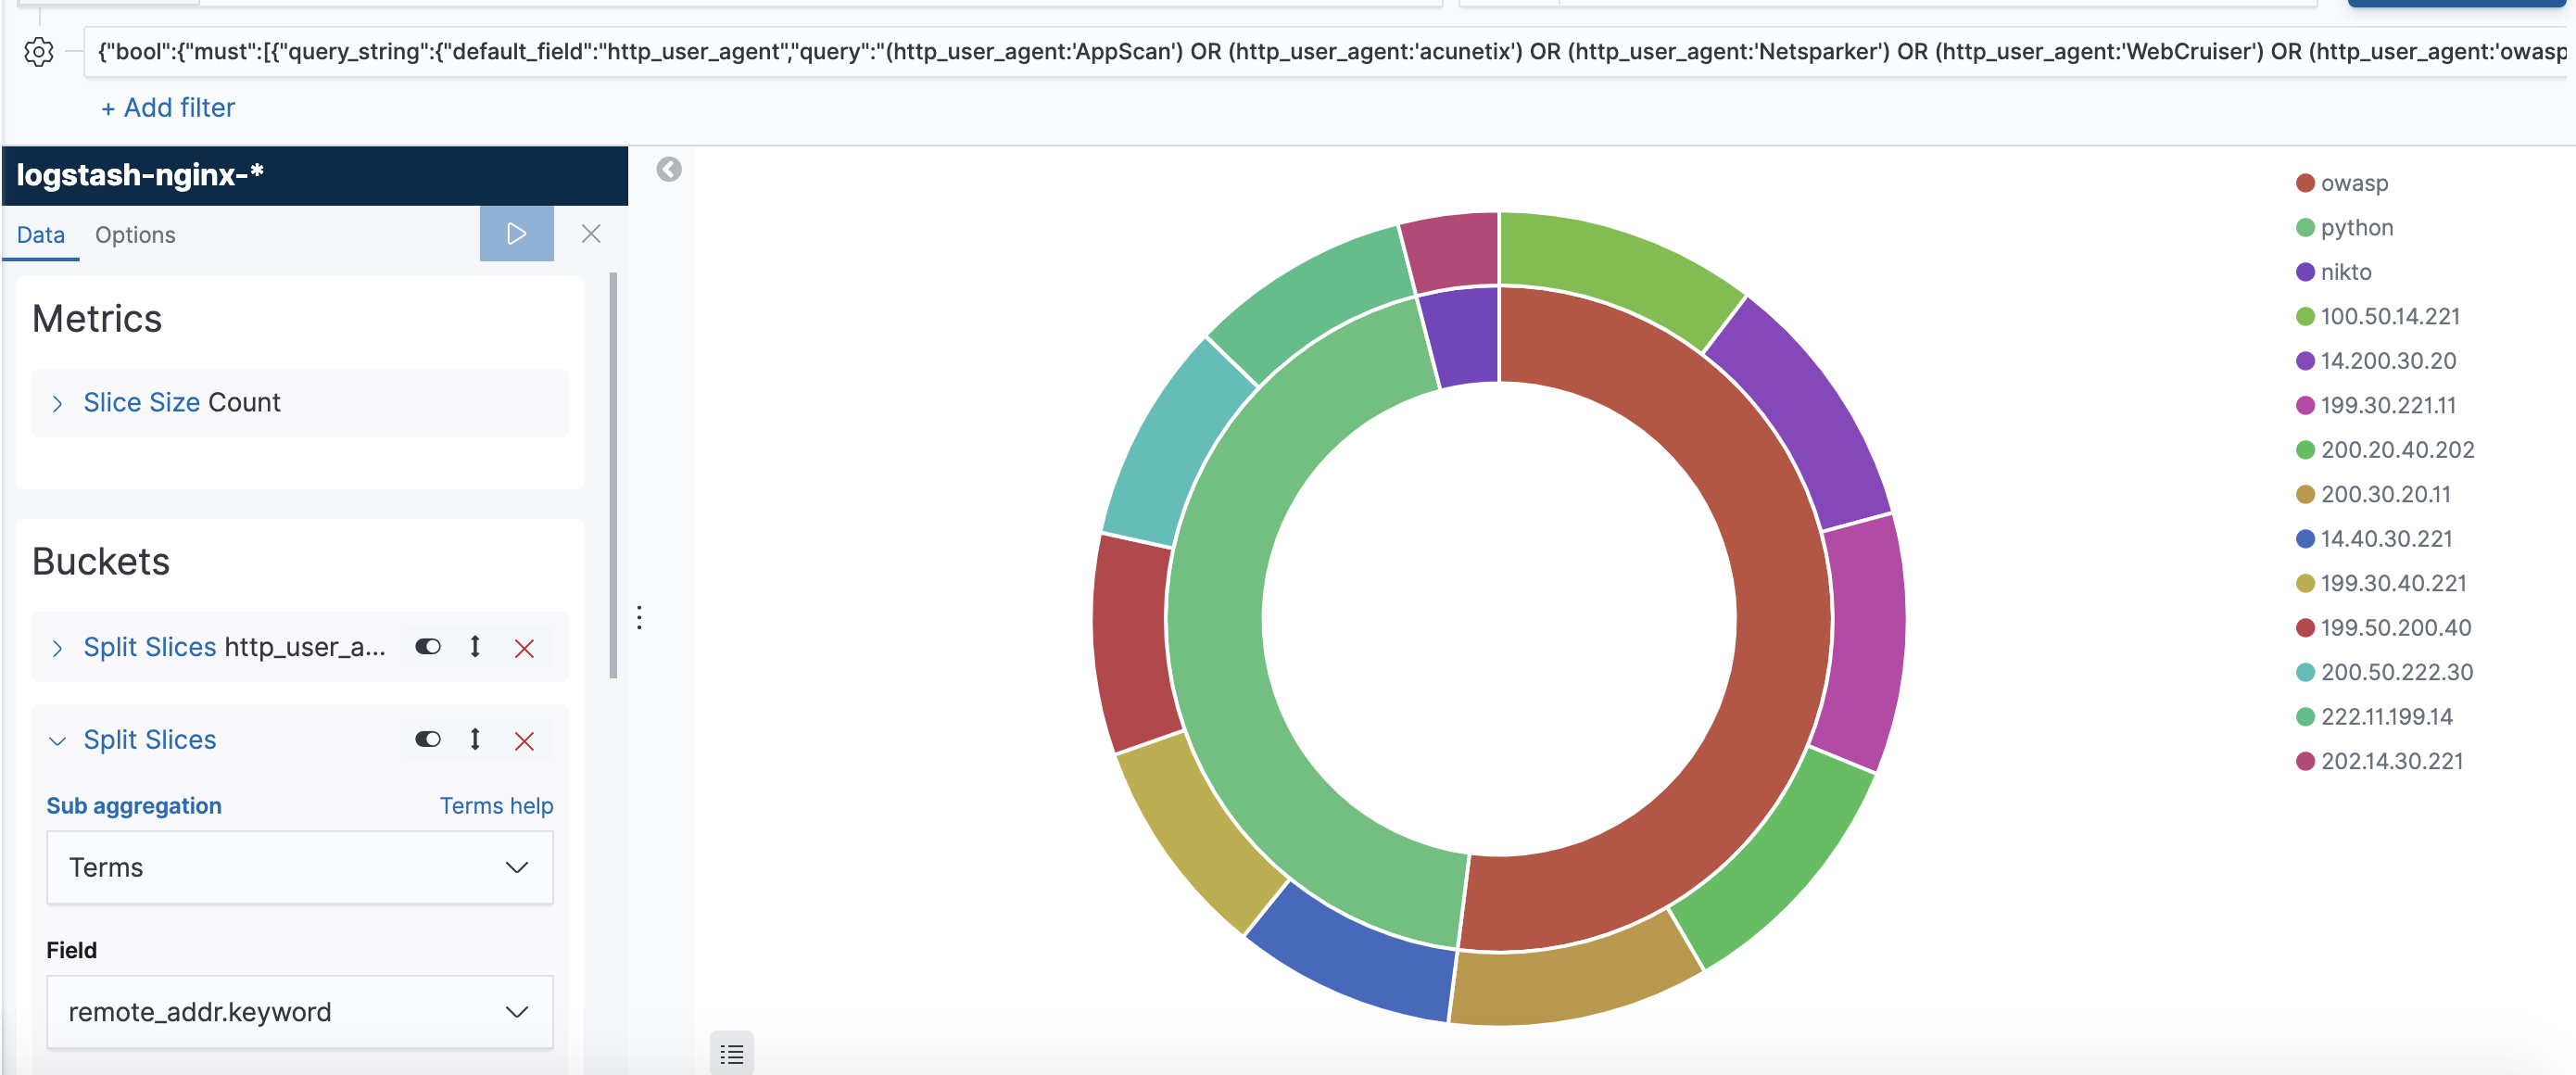 {"bool":{"must":[{"query_string":{"default_field":"http_user_agent","query":"(http_user_agent:'AppScan') OR (http_user_agent:'acunetix') OR (http_user_agent:'Netsparker') OR (http_user_agent:'WebCruiser') OR (http_user_agent:'owasp
+ Add filter
logstash-nginx-*
Data Options
Metrics
Slice Size Count
Buckets
Split Slices http_user_a...
Split Slices
Sub aggregation Terms help
Terms
Field
remote_addr.keyword
owasp
python
nikto
100.50.14.221
14.200.30.20
199.30.221.11
200.20.40.202
200.30.20.11
14.40.30.221
199.30.40.221
199.50.200.40
200.50.222.30
222.11.199.14
202.14.30.221